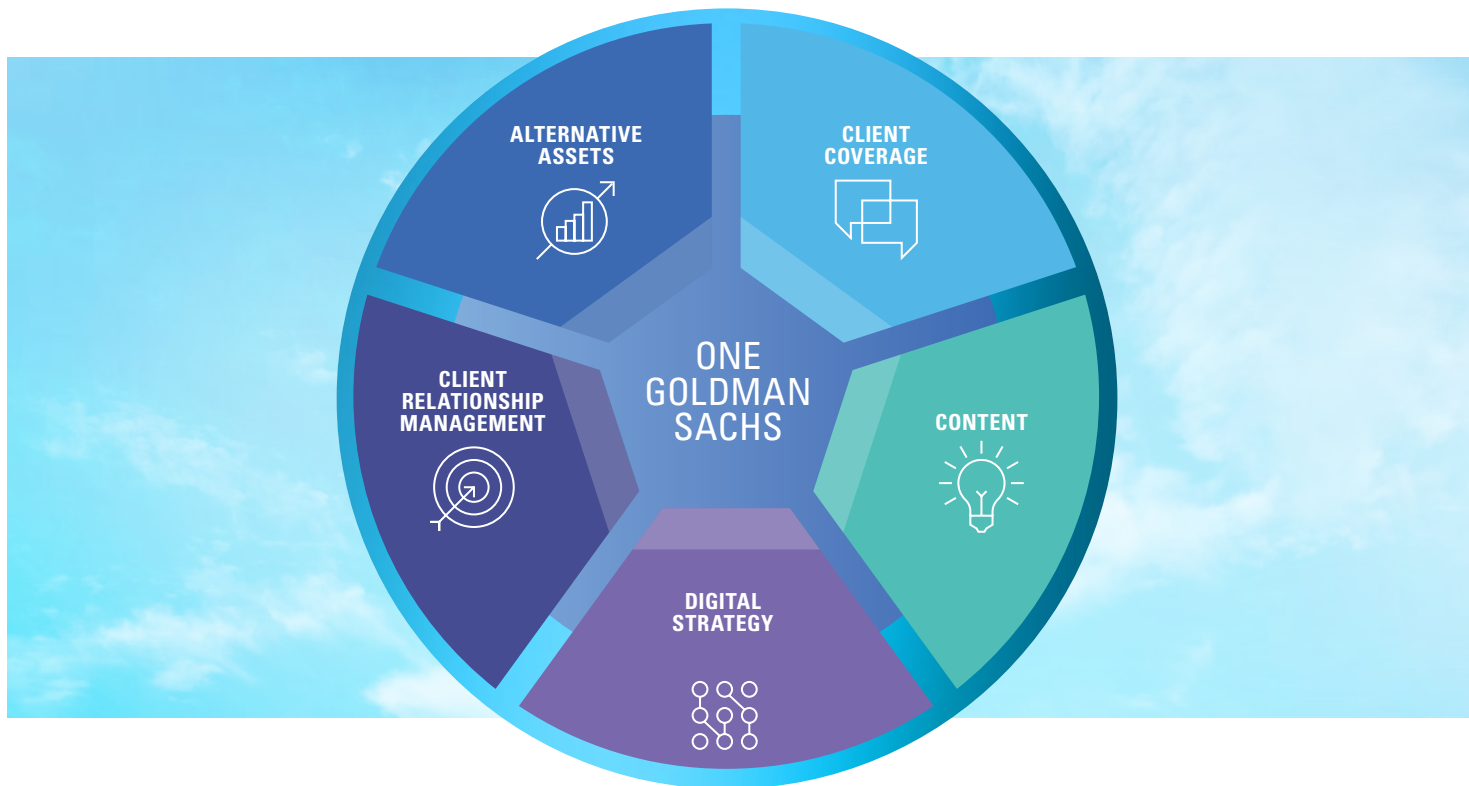 ALTERNATIVE
ASSETS
CLIENT
COVERAGE
CLIENT
RELATIONSHIP
MANAGEMENT
ONE
GOLDMAN
SACHS
CONTENT
DIGITAL
STRATEGY